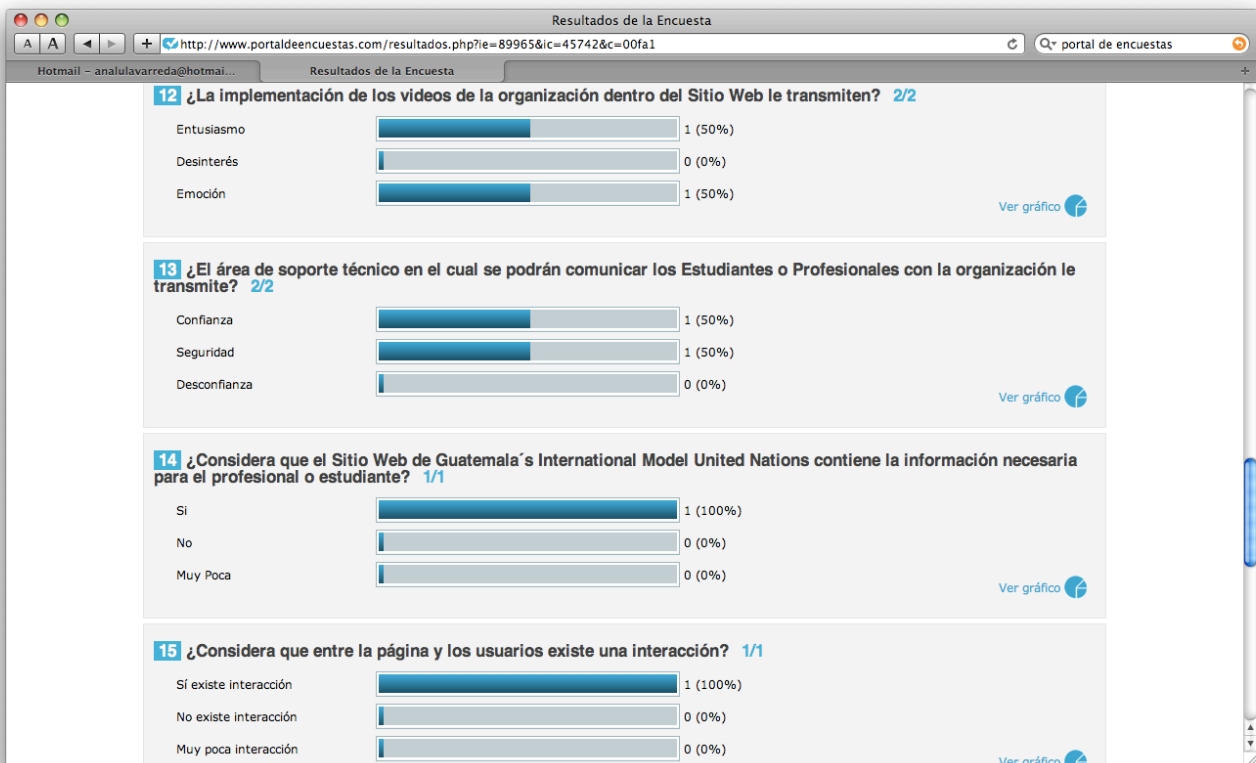 Resultados de la Encuesta
A A
http://www.portaldeencuestas.com/resultados.php?ie=89965&ic=45742&c=00fa1
portal de encuestas
Hotmail – analulavarreda@hotmai...
Resultados de la Encuesta
12 ¿La implementación de los videos de la organización dentro del Sitio Web le transmiten? 2/2
Entusiasmo 1 (50%)
Desinterés 0 (0%)
Emoción 1 (50%)
Ver gráfico
13 ¿El área de soporte técnico en el cual se podrán comunicar los Estudiantes o Profesionales con la organización le
transmite? 2/2
Confianza 1 (50%)
Seguridad 1 (50%)
Desconfianza 0 (0%)
Ver gráfico
14 ¿Considera que el Sitio Web de Guatemala´s International Model United Nations contiene la información necesaria
para el profesional o estudiante? 1/1
Si 1 (100%)
No 0 (0%)
Muy Poca 0 (0%)
Ver gráfico
15 ¿Considera que entre la página y los usuarios existe una interacción? 1/1
Sí existe interacción 1 (100%)
No existe interacción 0 (0%)
Muy poca interacción 0 (0%)
Ver gráfico